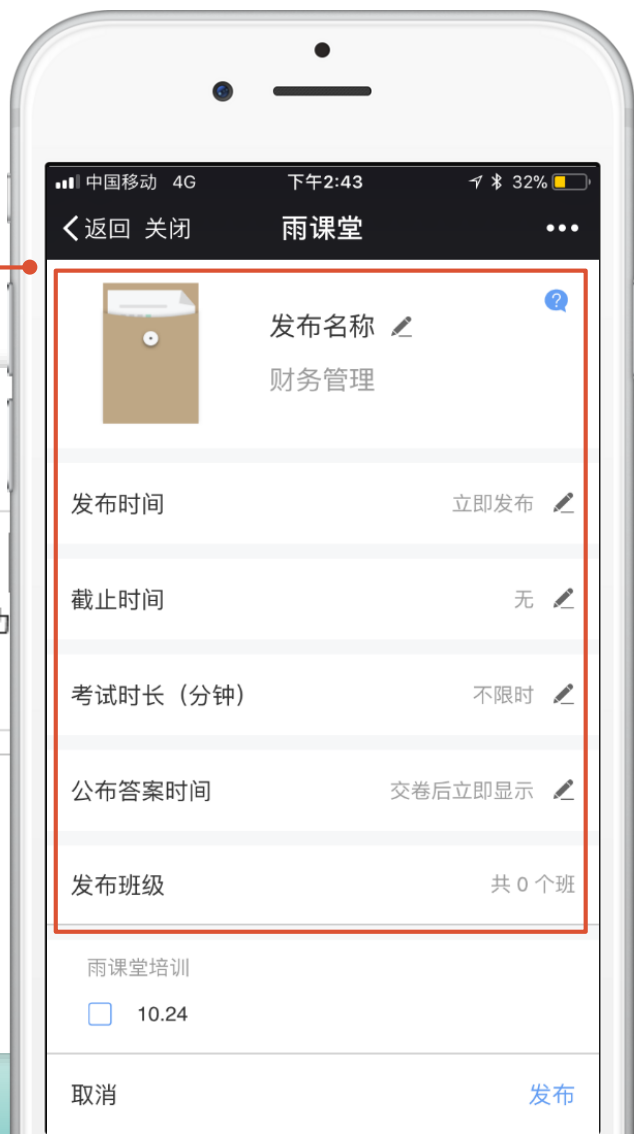 中国移动 4G 下午2:43 32%
返回 关闭 雨课堂
发布名称
财务管理
发布时间 立即发布
截止时间 无
考试时长（分钟） 不限时
公布答案时间 交卷后立即显示
发布班级 共 0 个班
雨课堂培训
10.24
取消 发布